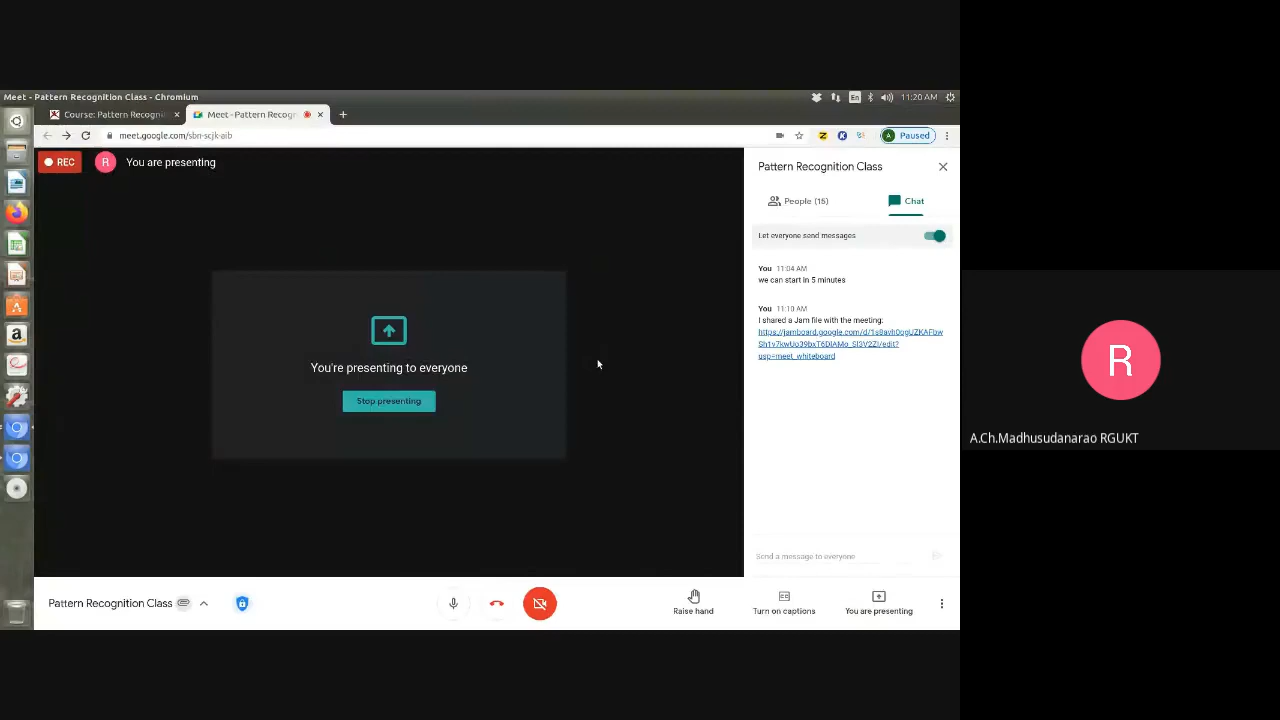 Meet - Pattern Recognition Class - Chromium
En
11:20 AM
Course: Pattern Recogniti
Meet - Pattern Recogn
meet.google.com/sbn-scjk-aib
A
Paused
REC
R
You are presenting
Pattern Recognition Class
People (15)
Chat
Let everyone send messages
You 11:04 AM
we can start in 5 minutes
You 11:10 AM
I shared a Jam file with the meeting:
usp=meet_whiteboard
You're presenting to everyone
Stop presenting
Send a message to everyone
Pattern Recognition Class
Raise hand
Turn on captions
You are presenting
R
A.Ch.Madhusudanarao RGUKT